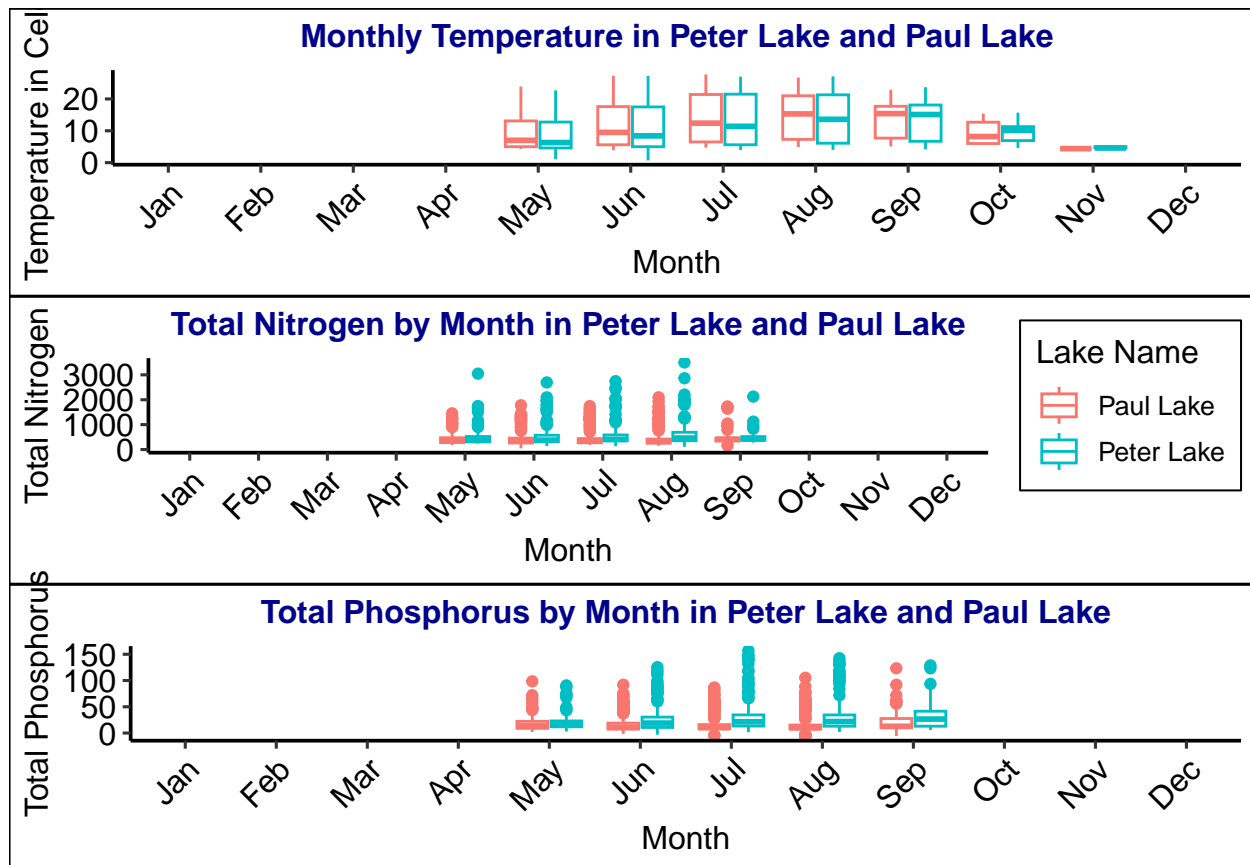 Monthly Temperature in Peter Lake and Paul Lake
Temperature in Cel
20
10
0
Jan
Feb
Mar
Apr
May
Jun
Jul
Aug
Sep
Oct
Nov
Dec
Month
Total Nitrogen by Month in Peter Lake and Paul Lake
Total Nitrogen
3000
2000
1000
0
Jan
Feb
Mar
Apr
May
Jun
Jul
Aug
Sep
Oct
Nov
Dec
Month
Lake Name
Paul Lake
Peter Lake
Total Phosphorus by Month in Peter Lake and Paul Lake
Total Phosphorus
150
100
50
0
Jan
Feb
Mar
Apr
May
Jun
Jul
Aug
Sep
Oct
Nov
Dec
Month